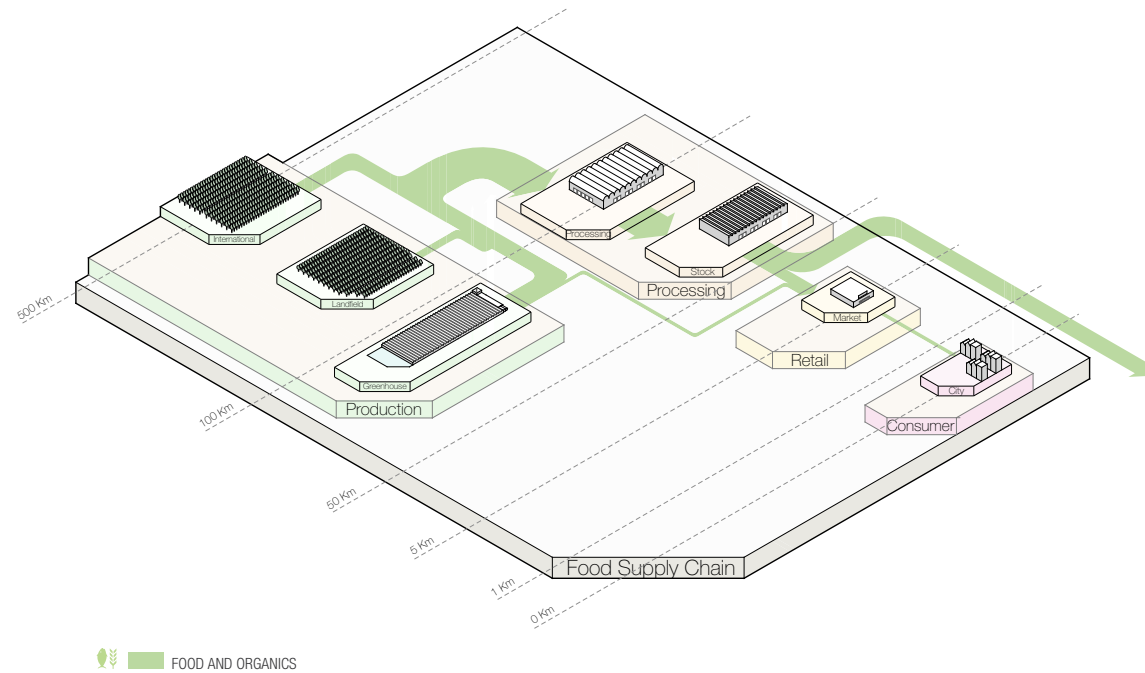 International
Landfield
Greenhouse
Production
Processing
Stock
Processing
Market
Retail
City
Consumer
500 Km
100 Km
50 Km
5 Km
1 Km
0 Km
Food Supply Chain
FOOD AND ORGANICS